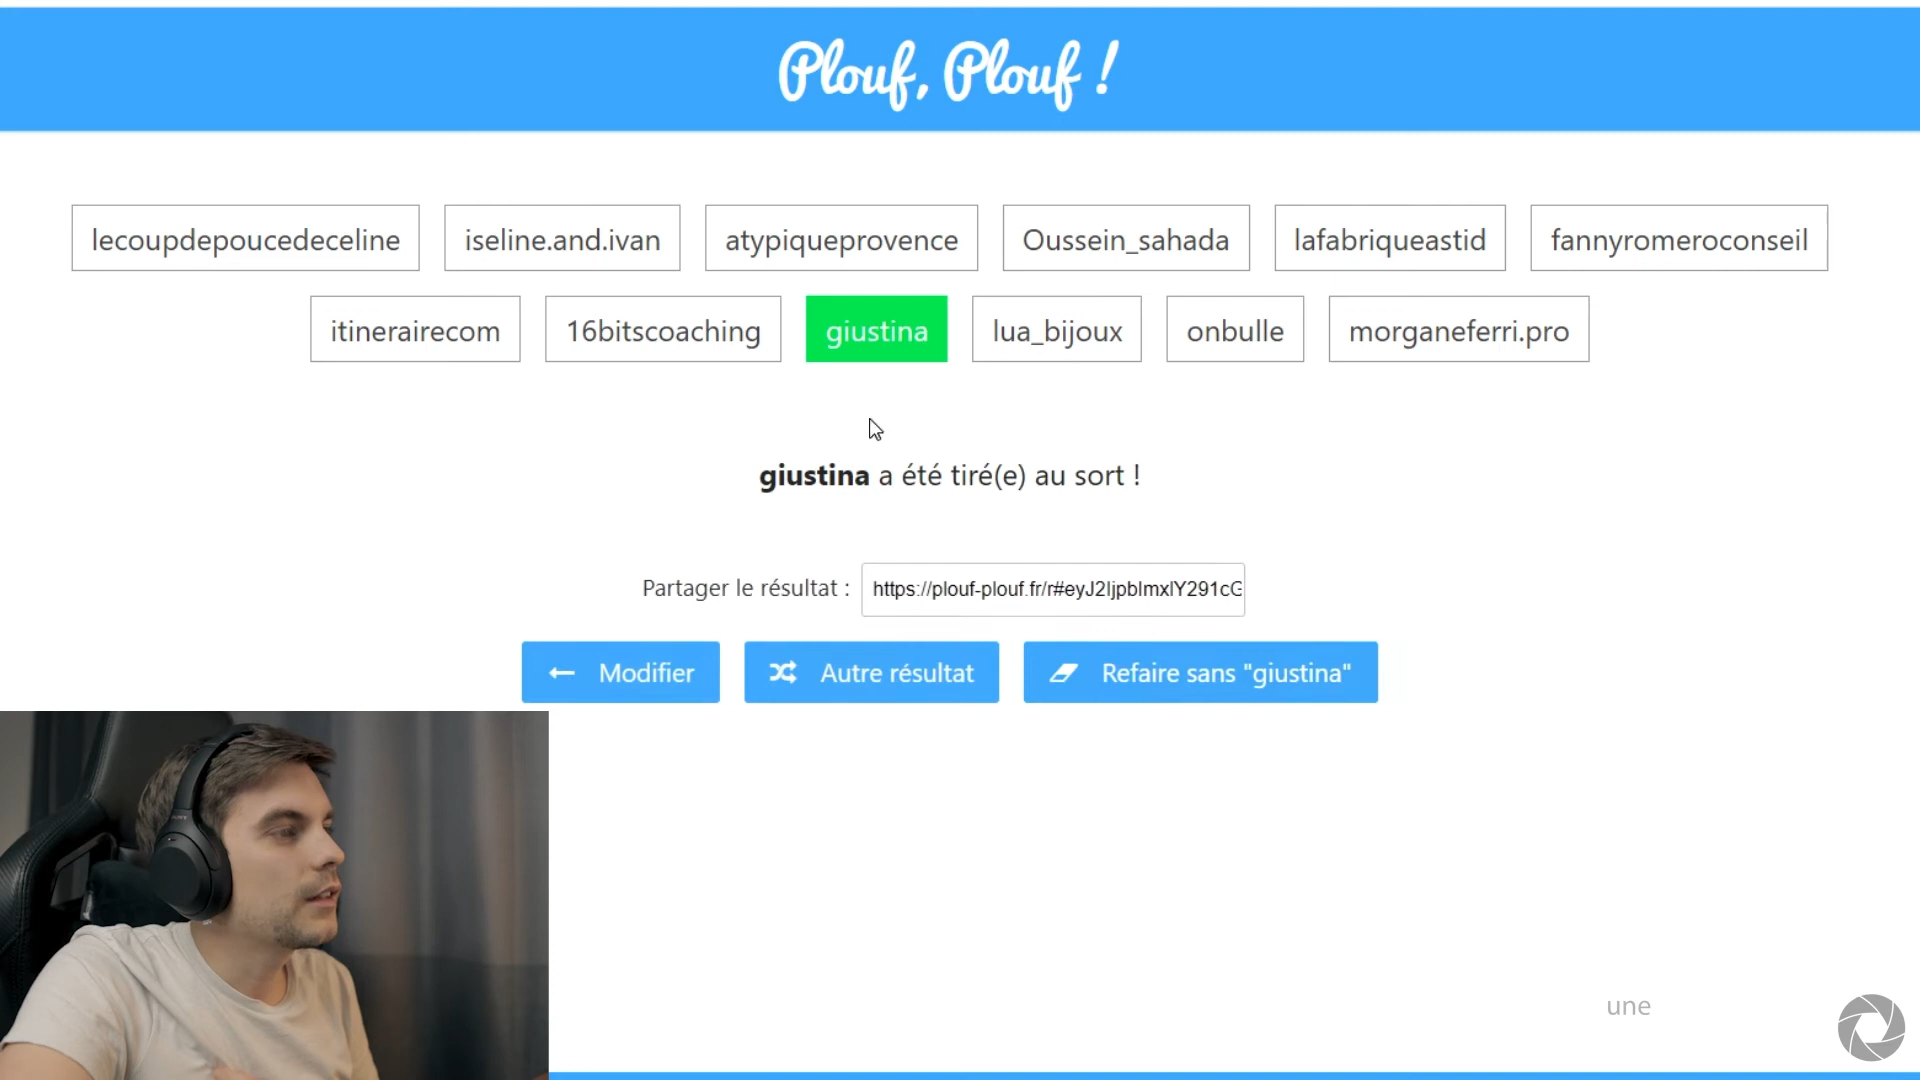 Plouf, Plouf !
lecoupdepoucedeceline iseline.and.ivan atypiqueprovence Oussein_sahada lafabriqueastid fannyromeroconseil
itinerairecom 16bitscoaching giustina lua_bijoux onbulle morganeferri.pro
giustina a été tiré(e) au sort !
Partager le résultat : https://plouf-plouf.fr/r#eyJ2IjpbImxlY291cG
Modifier Autre résultat Refaire sans "giustina"
SONY
une